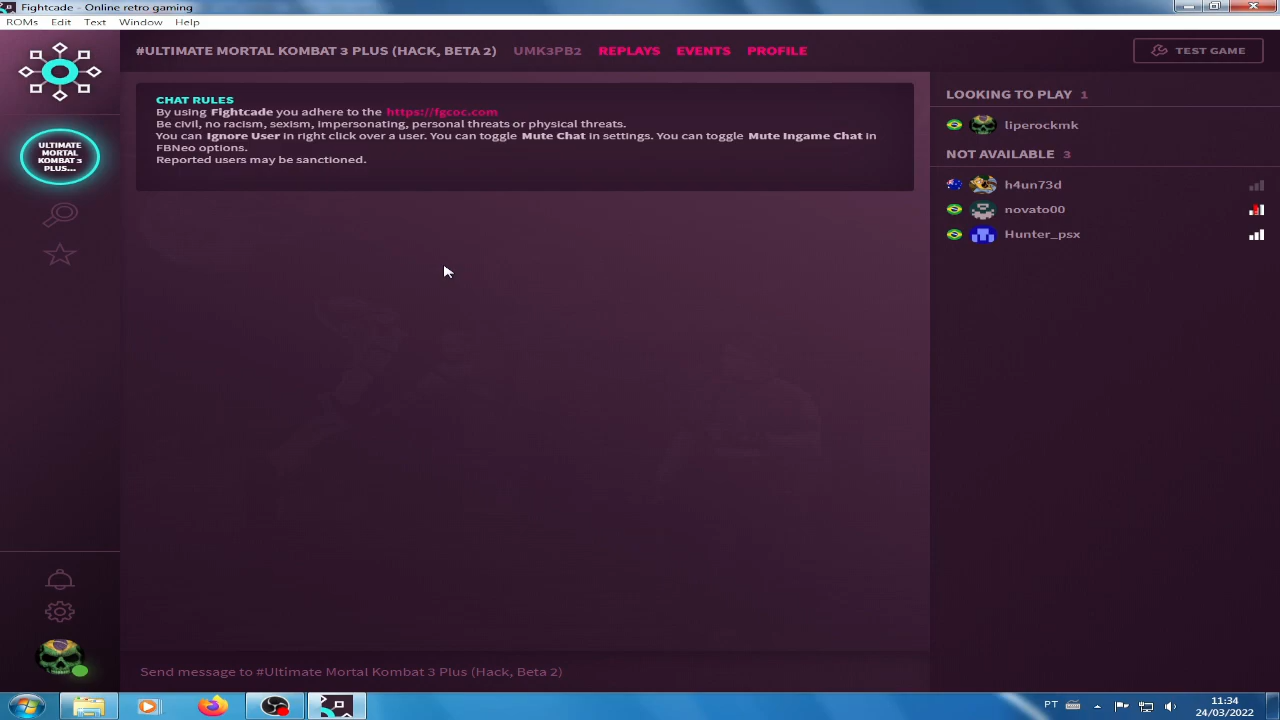 Fightcade - Online retro gaming
ROMs Edit Text Window Help
#ULTIMATE MORTAL KOMBAT 3 PLUS (HACK, BETA 2) UMK3PB2 REPLAYS EVENTS PROFILE
TEST GAME
ULTIMATE
MORTAL
KOMBAT 3
PLUS...
CHAT RULES
By using Fightcade you adhere to the https://fgcoc.com
Be civil, no racism, sexism, impersonating, personal threats or physical threats.
You can Ignore User in right click over a user. You can toggle Mute Chat in settings. You can toggle Mute Ingame Chat in
FBNeo options.
Reported users may be sanctioned.
LOOKING TO PLAY 1
liperockmk
NOT AVAILABLE 3
h4un73d
novato00
Hunter_psx
Send message to #Ultimate Mortal Kombat 3 Plus (Hack, Beta 2)
PT
11:34
24/03/2022